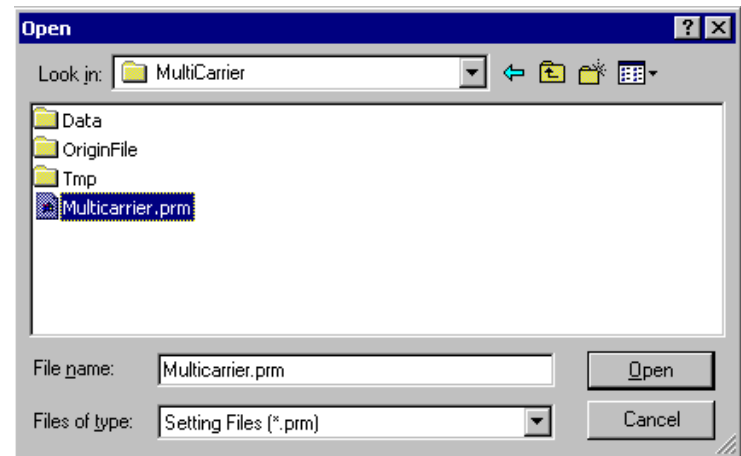 Open
Look in: MultiCarrier
Data
OriginFile
Tmp
Multicarrier.prm
File name: Multicarrier.prm Open
Files of type: Setting Files (*.prm) Cancel